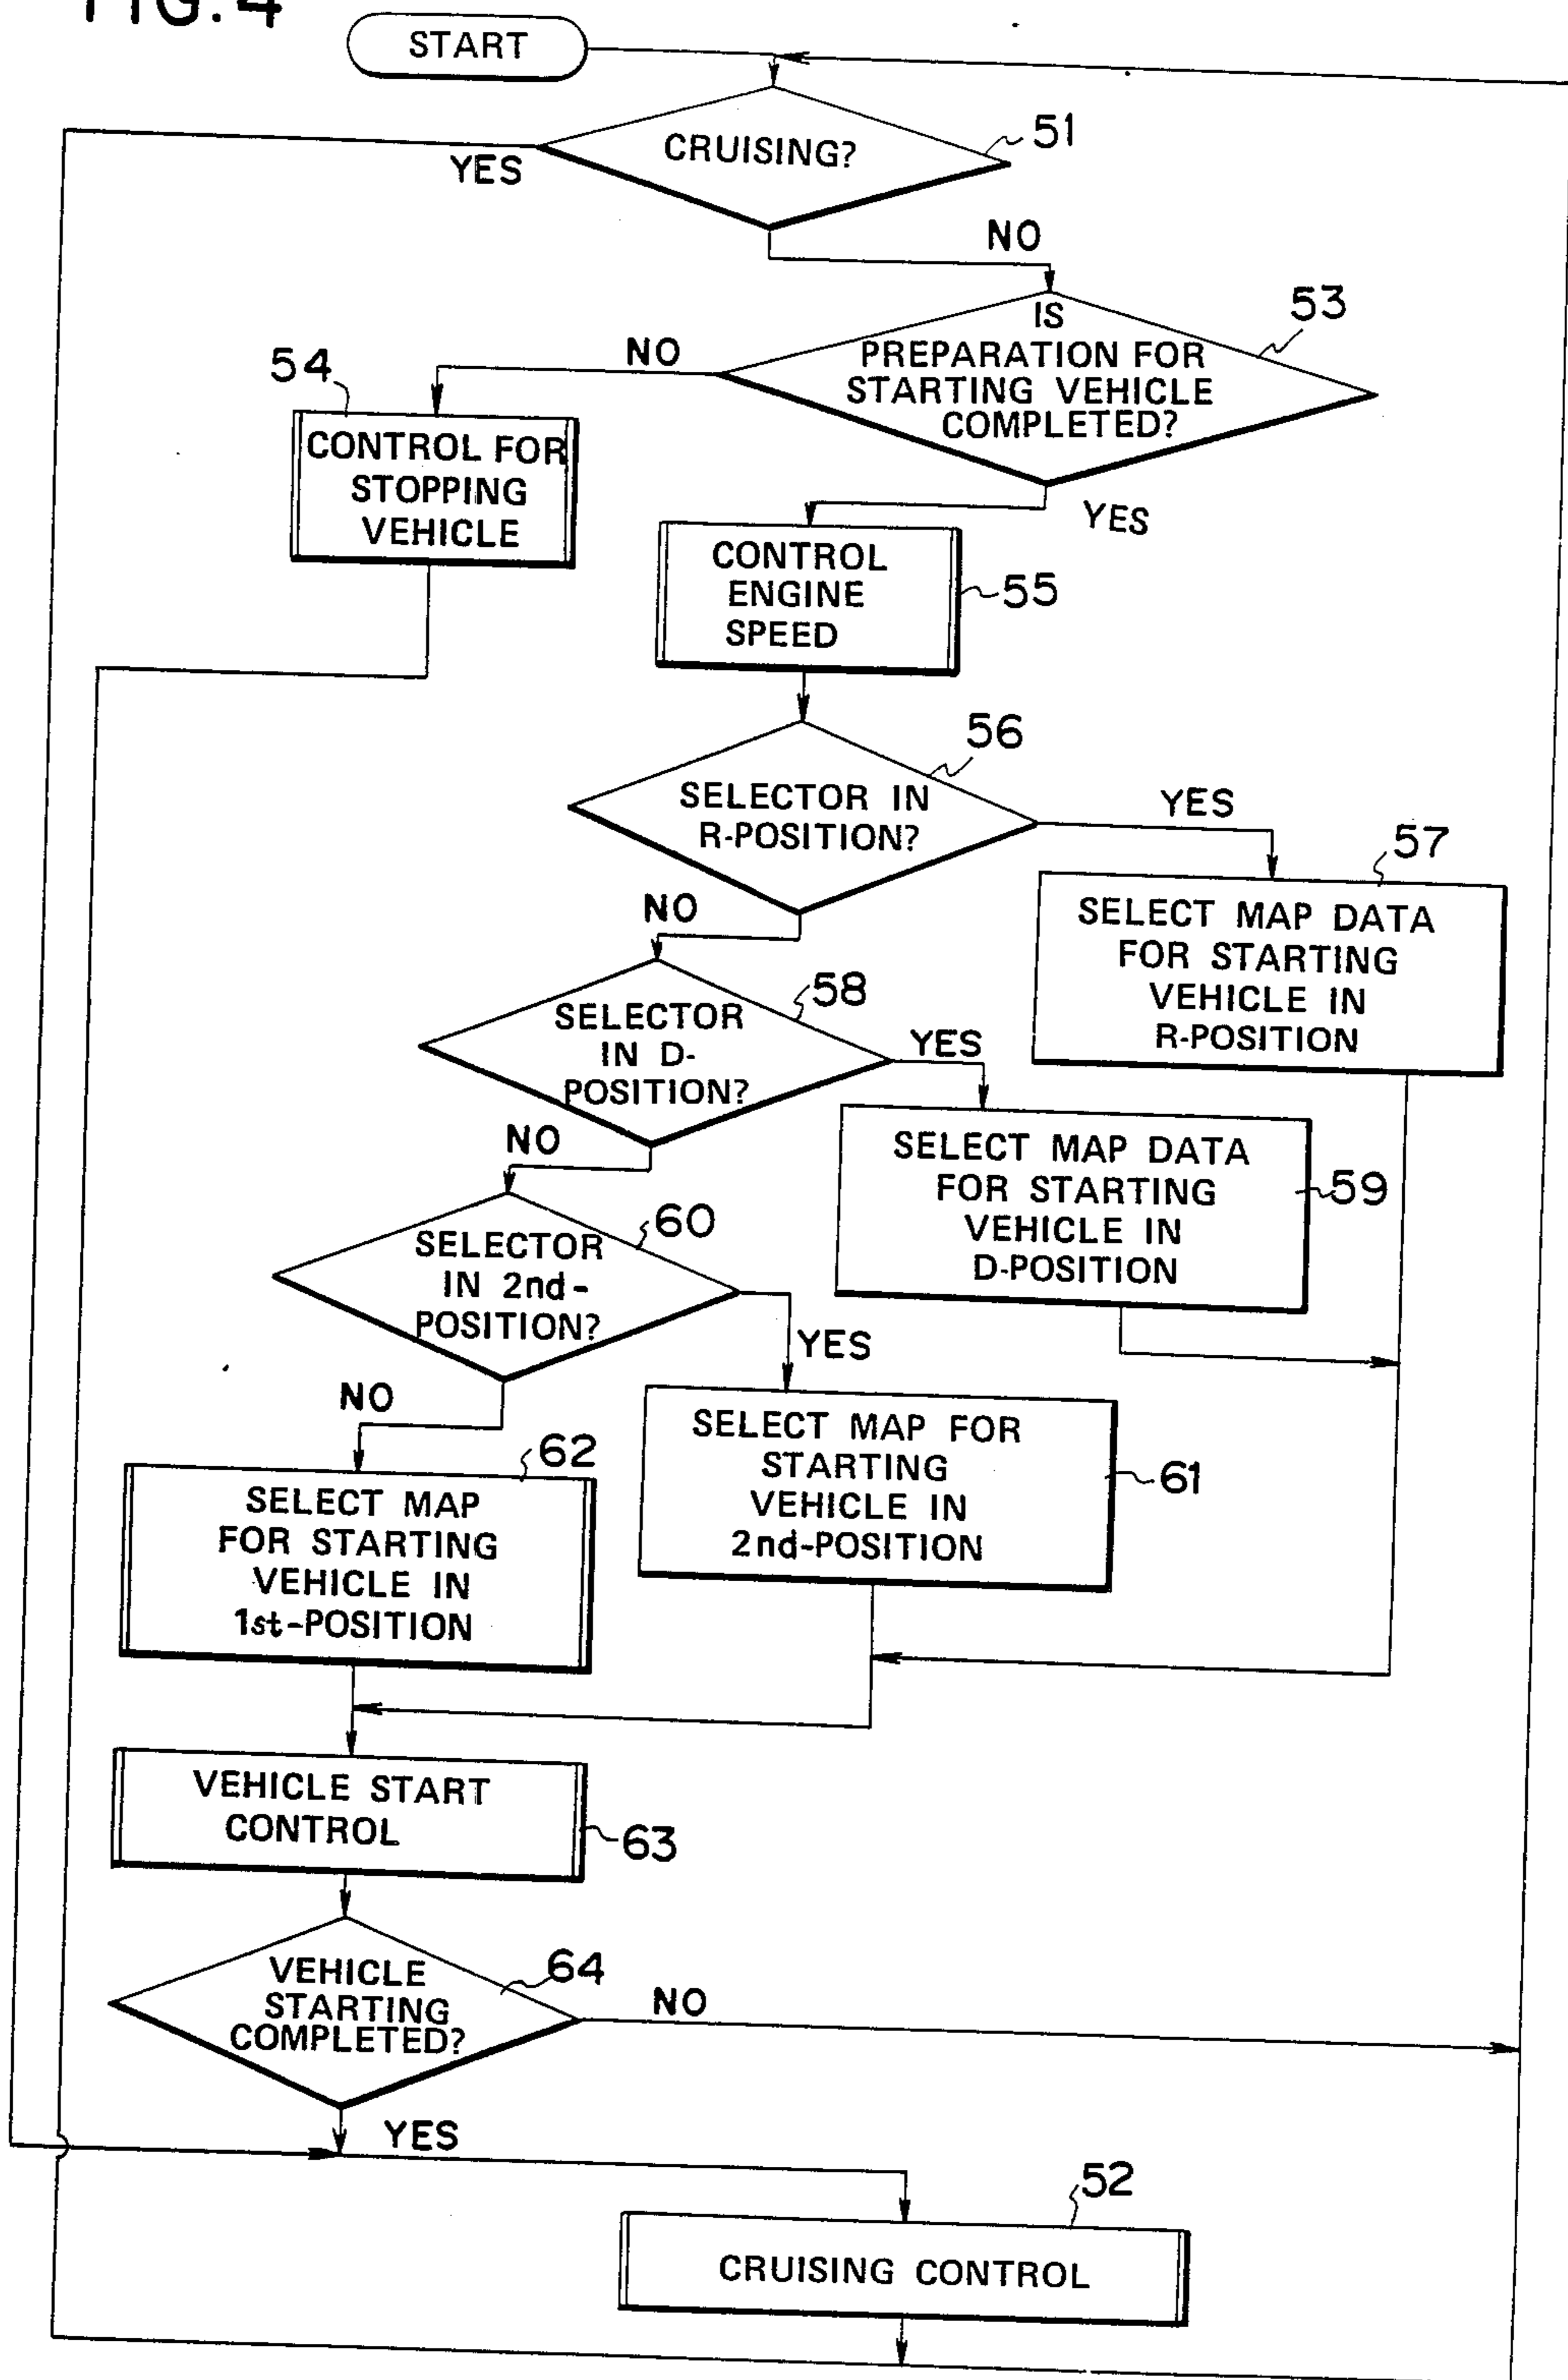 FIG. 4
START
CRUISING?
51
YES
NO
IS
PREPARATION FOR
STARTING VEHICLE
COMPLETED?
53
NO
54
CONTROL FOR
STOPPING
VEHICLE
YES
CONTROL
ENGINE
SPEED
55
56
SELECTOR IN
R-POSITION?
YES
57
NO
SELECT MAP DATA
FOR STARTING
VEHICLE IN
R-POSITION
58
SELECTOR
IN D-
POSITION?
YES
NO
SELECT MAP DATA
FOR STARTING
VEHICLE IN
D-POSITION
59
60
SELECTOR
IN 2nd-
POSITION?
YES
NO
62
SELECT MAP
FOR STARTING
VEHICLE IN
1st-POSITION
SELECT MAP FOR
STARTING
VEHICLE IN
2nd-POSITION
61
VEHICLE START
CONTROL
63
VEHICLE
STARTING
COMPLETED?
64
NO
YES
52
CRUISING CONTROL